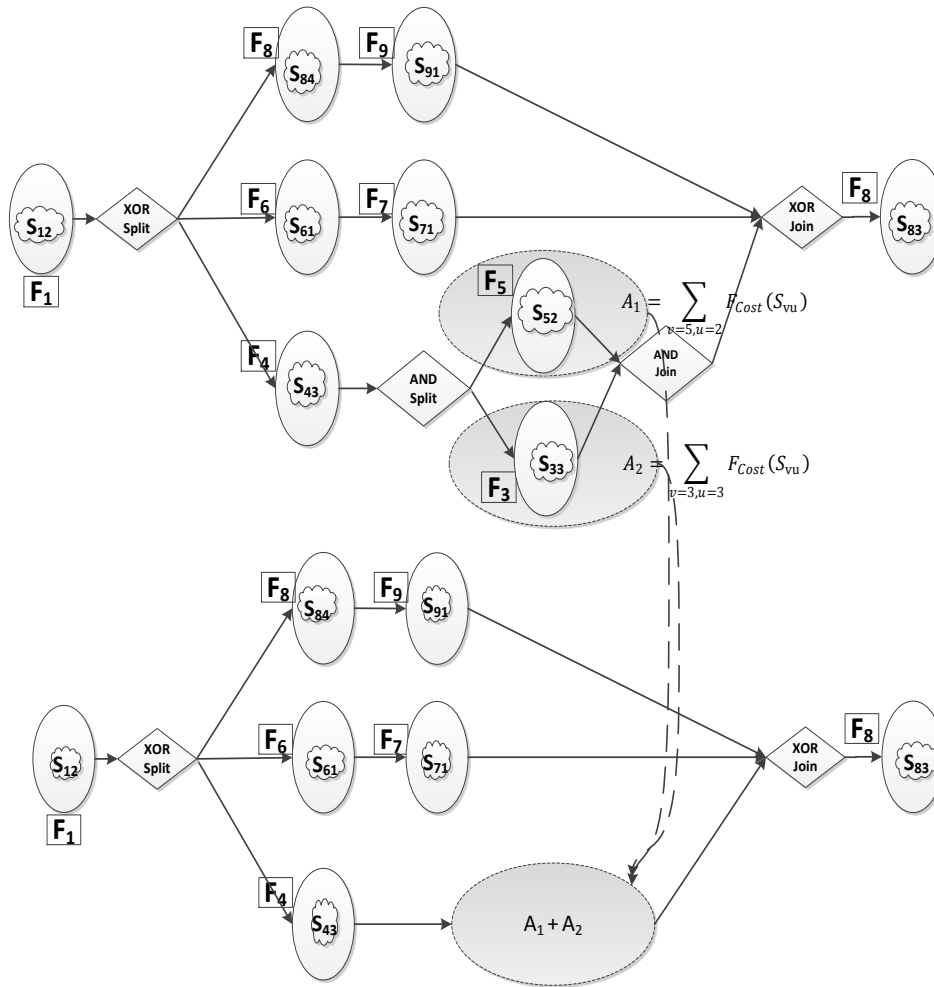 F8 F9
S84 S91
F6 F7 F8
S12 XOR Split S61 S71 XOR Join S83
F1
F5
S52 A1 = ∑ v=5,u=2 FCost(Svu)
F4
S43 AND Split AND Join
S33 A2 = ∑ v=3,u=3 FCost(Svu)
F3
F8 F9
S84 S91
F6 F7 F8
S12 XOR Split S61 S71 XOR Join S83
F1
F4
S43 A1 + A2